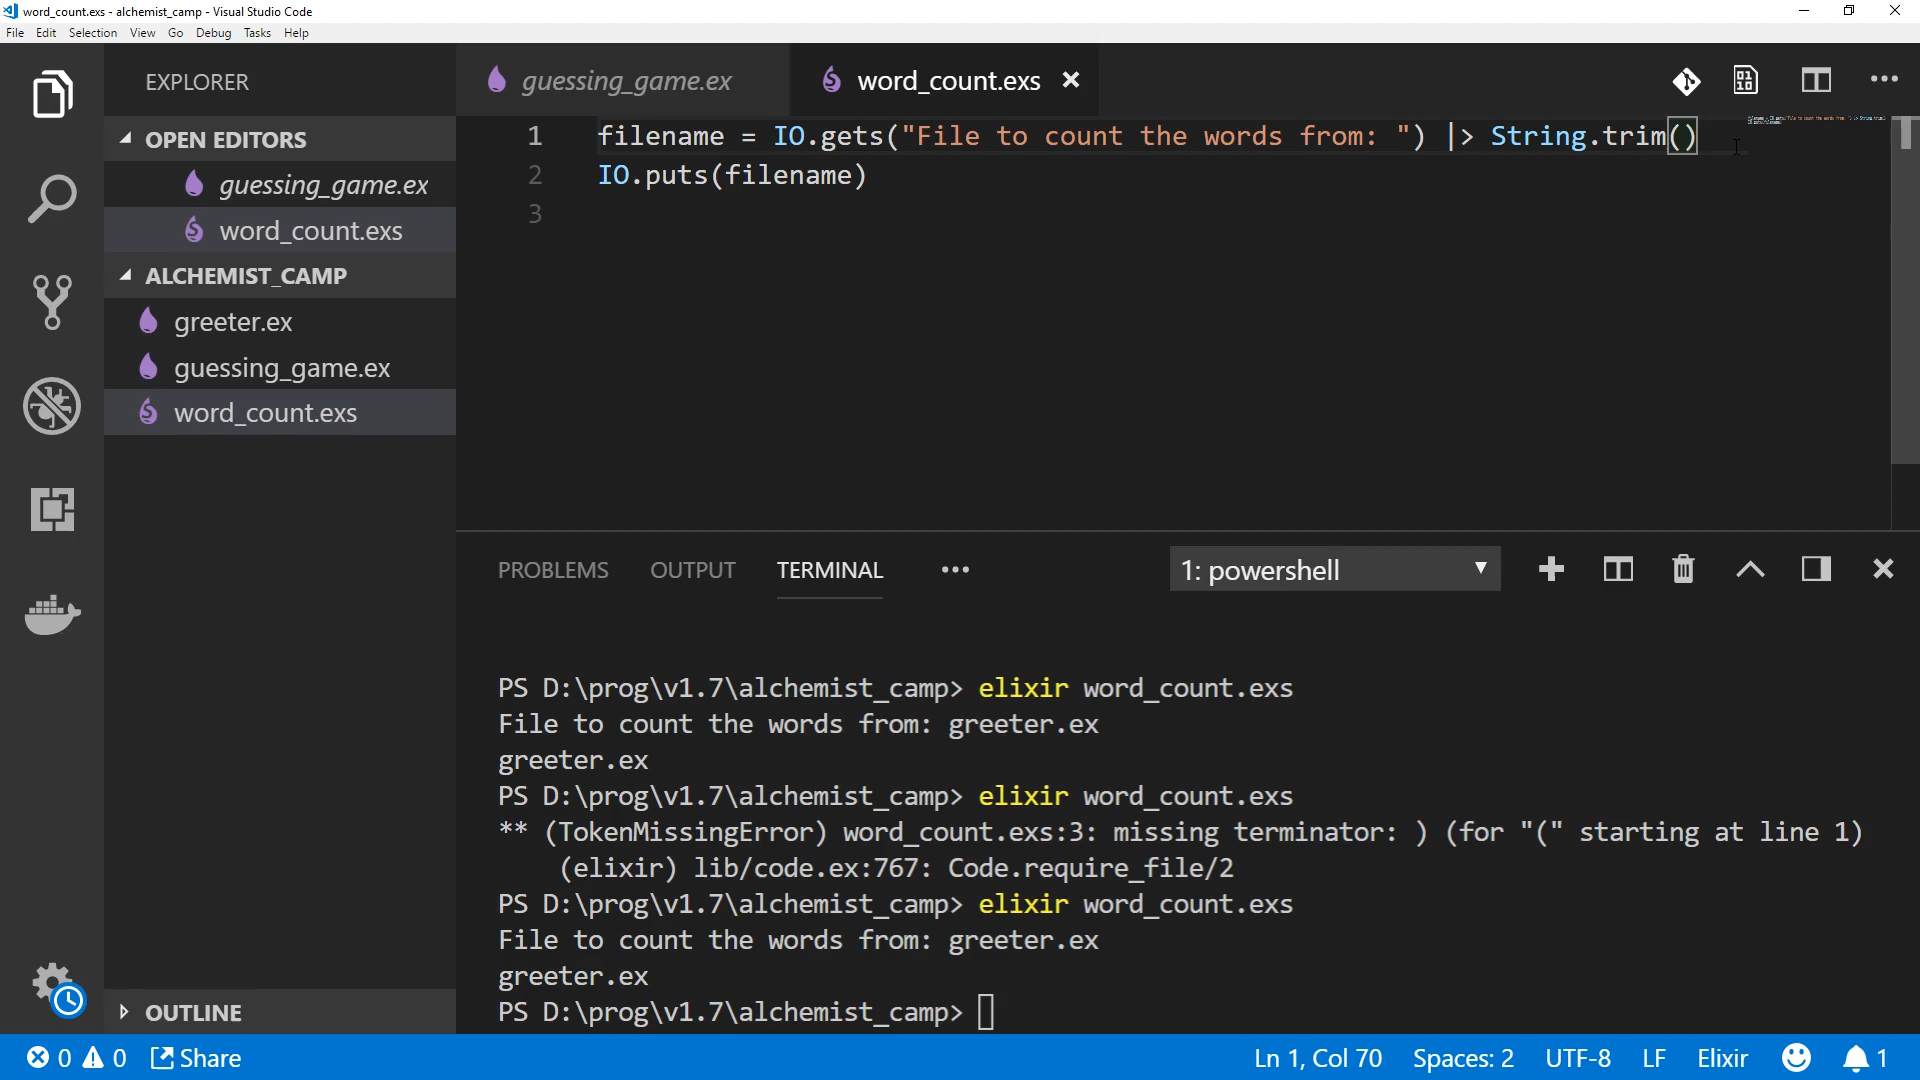 word_count.exs - alchemist_camp - Visual Studio Code
File Edit Selection View Go Debug Tasks Help
EXPLORER
OPEN EDITORS
guessing_game.ex
word_count.exs
ALCHEMIST_CAMP
greeter.ex
guessing_game.ex
word_count.exs
OUTLINE
guessing_game.ex word_count.exs
1 filename = IO.gets("File to count the words from: ") |> String.trim()
2 IO.puts(filename)
3
PROBLEMS OUTPUT TERMINAL 1: powershell
PS D:\prog\v1.7\alchemist_camp> elixir word_count.exs
File to count the words from: greeter.ex
greeter.ex
PS D:\prog\v1.7\alchemist_camp> elixir word_count.exs
** (TokenMissingError) word_count.exs:3: missing terminator: ) (for "(" starting at line 1)
(elixir) lib/code.ex:767: Code.require_file/2
PS D:\prog\v1.7\alchemist_camp> elixir word_count.exs
File to count the words from: greeter.ex
greeter.ex
PS D:\prog\v1.7\alchemist_camp>
0 0 Share Ln 1, Col 70 Spaces: 2 UTF-8 LF Elixir 1